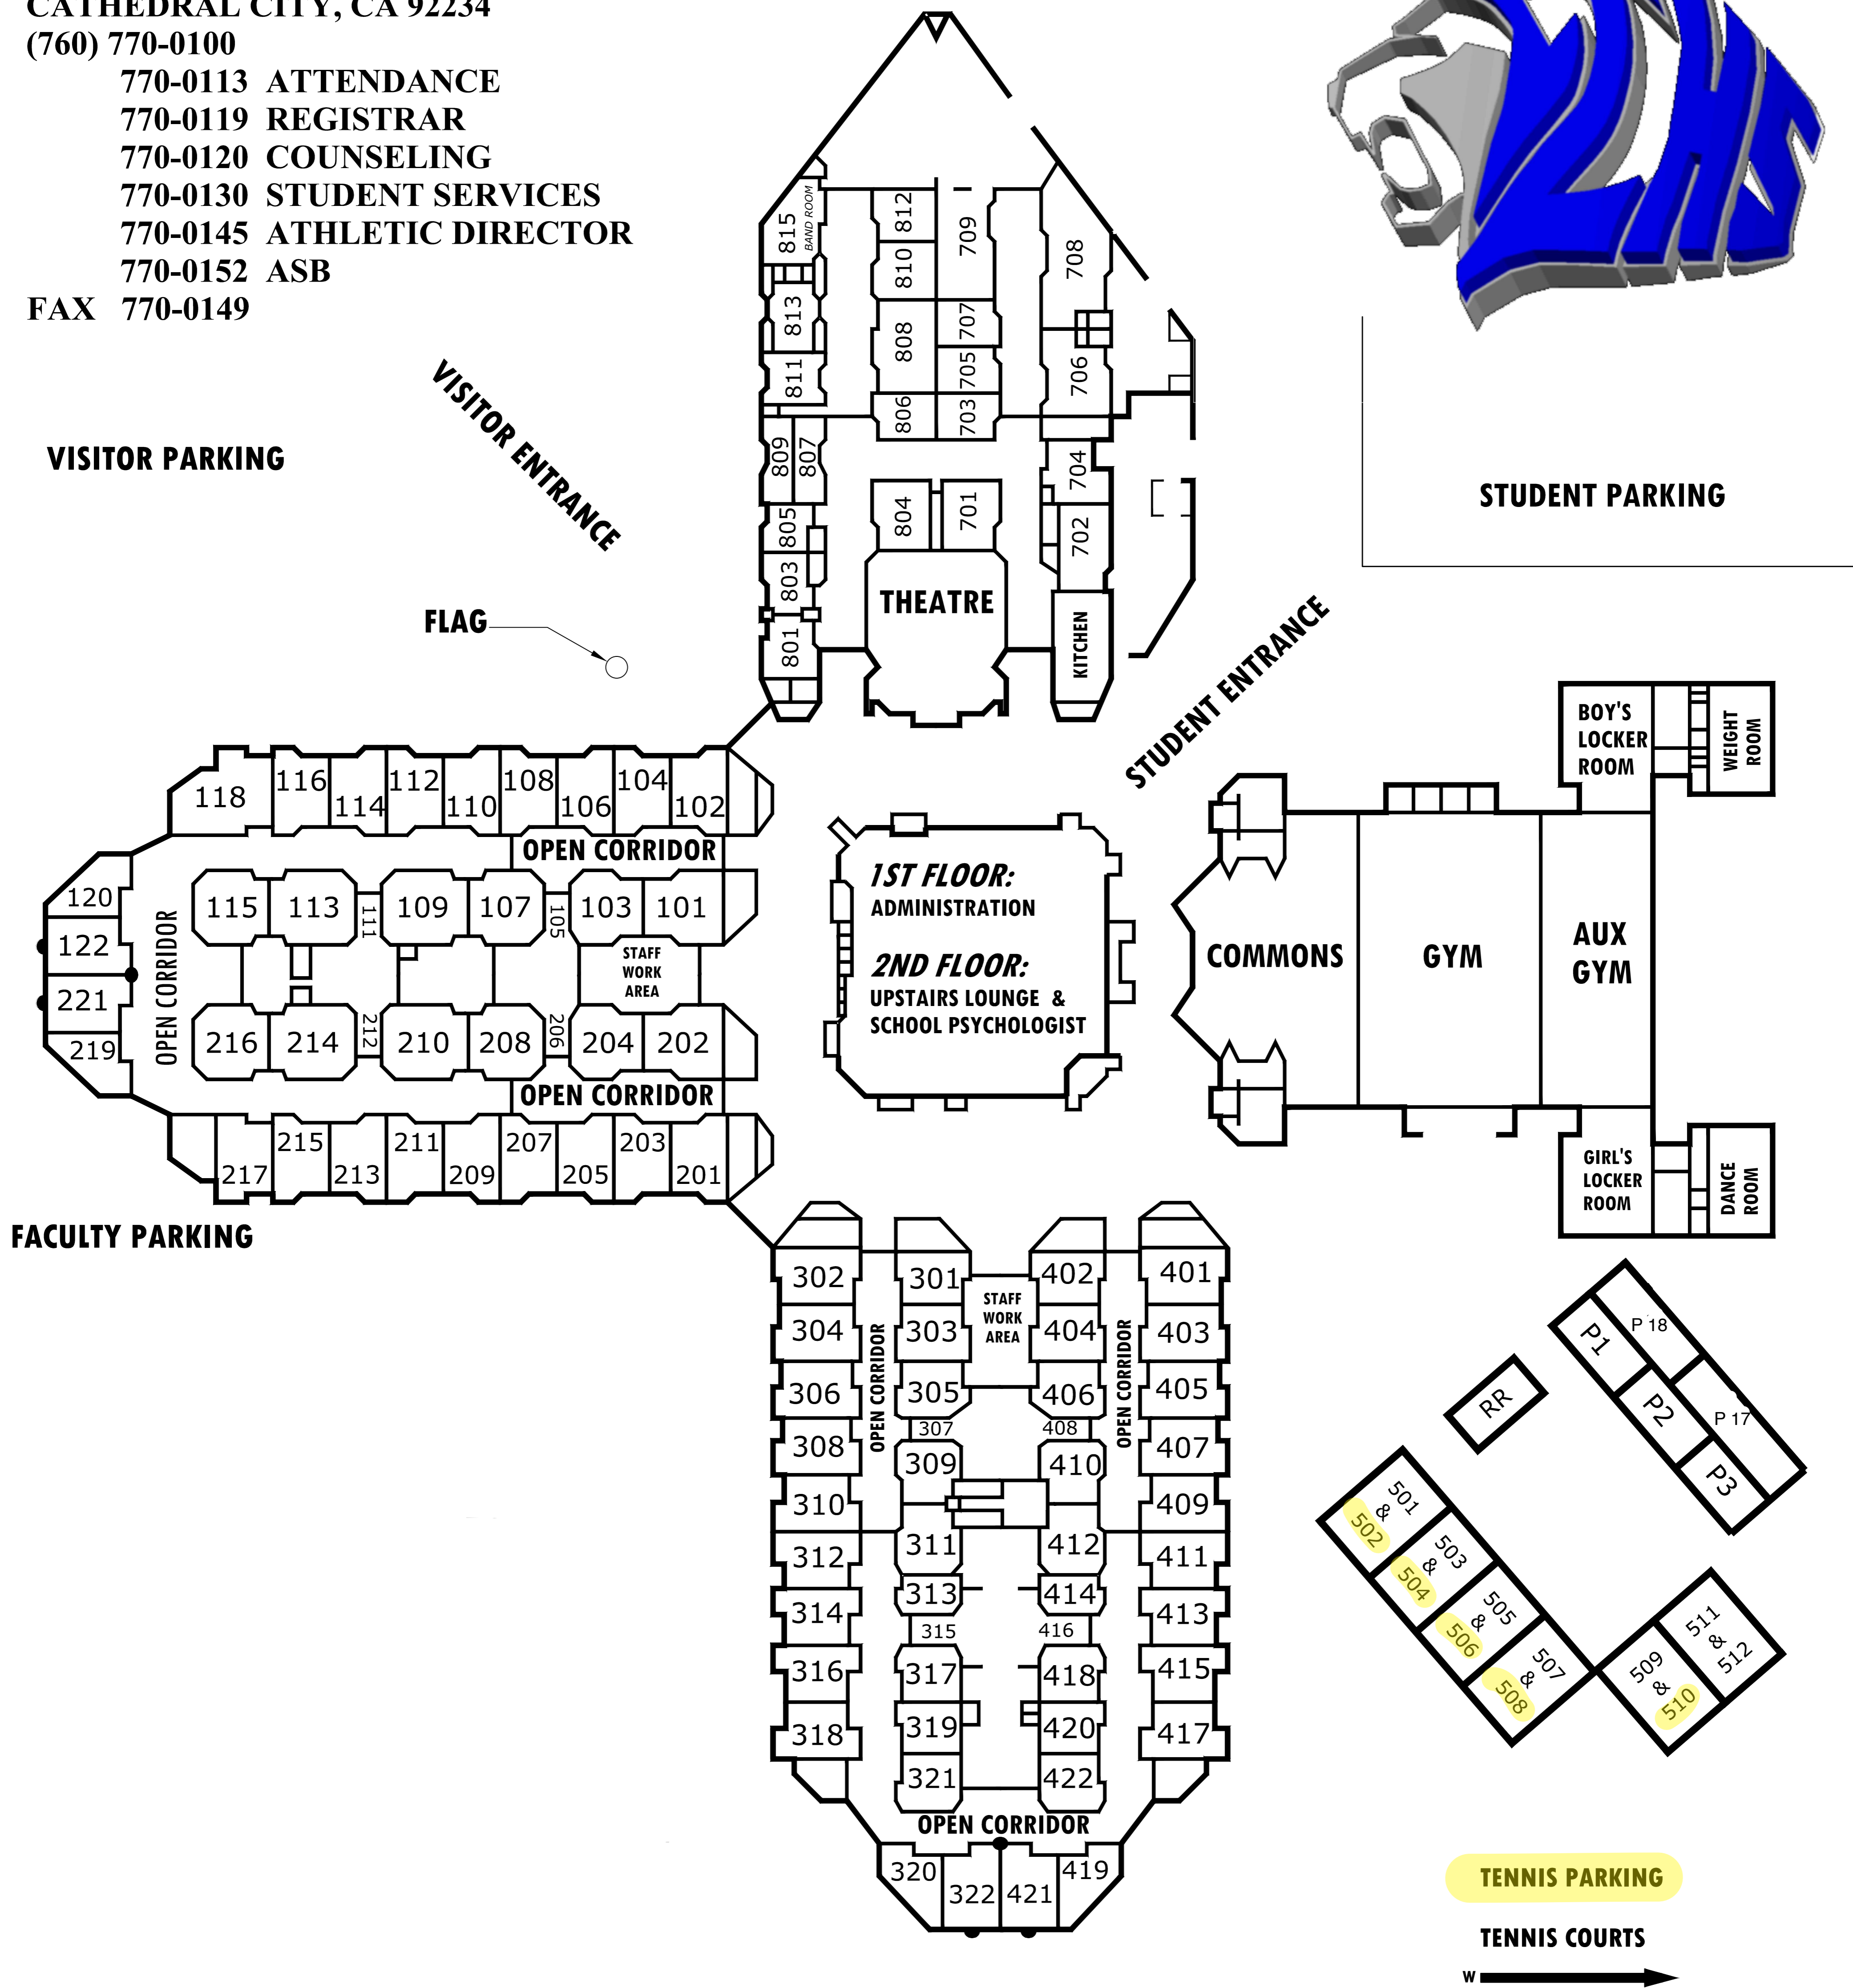 CATHEDRAL CITY, CA 92234
(760) 770-0100
770-0113 ATTENDANCE
770-0119 REGISTRAR
770-0120 COUNSELING
770-0130 STUDENT SERVICES
770-0145 ATHLETIC DIRECTOR
770-0152 ASB
FAX 770-0149
VISITOR PARKING
VISITOR ENTRANCE
FLAG
STUDENT PARKING
STUDENT ENTRANCE
815
BAND ROOM
813
811
809
807
805
803
801
812
810
808
806
804
709
707
705
703
701
708
706
704
702
THEATRE
KITCHEN
118
116
114
112
110
108
106
104
102
OPEN CORRIDOR
120
122
221
219
OPEN CORRIDOR
115
113
111
109
107
105
103
101
STAFF
WORK
AREA
216
214
212
210
208
206
204
202
OPEN CORRIDOR
217
215
213
211
209
207
205
203
201
FACULTY PARKING
1ST FLOOR:
ADMINISTRATION
2ND FLOOR:
UPSTAIRS LOUNGE &
SCHOOL PSYCHOLOGIST
COMMONS
GYM
AUX
GYM
BOY'S
LOCKER
ROOM
WEIGHT
ROOM
GIRL'S
LOCKER
ROOM
DANCE
ROOM
302
304
306
308
310
312
314
316
318
OPEN CORRIDOR
301
303
305
307
309
311
313
315
317
319
321
STAFF
WORK
AREA
402
404
406
408
410
412
414
416
418
420
422
OPEN CORRIDOR
401
403
405
407
409
411
413
415
417
OPEN CORRIDOR
320
322
421
419
P1
P 18
P2
P 17
P3
RR
501
&
502
503
&
504
505
&
506
507
&
508
509
&
510
511
&
512
TENNIS PARKING
TENNIS COURTS
W